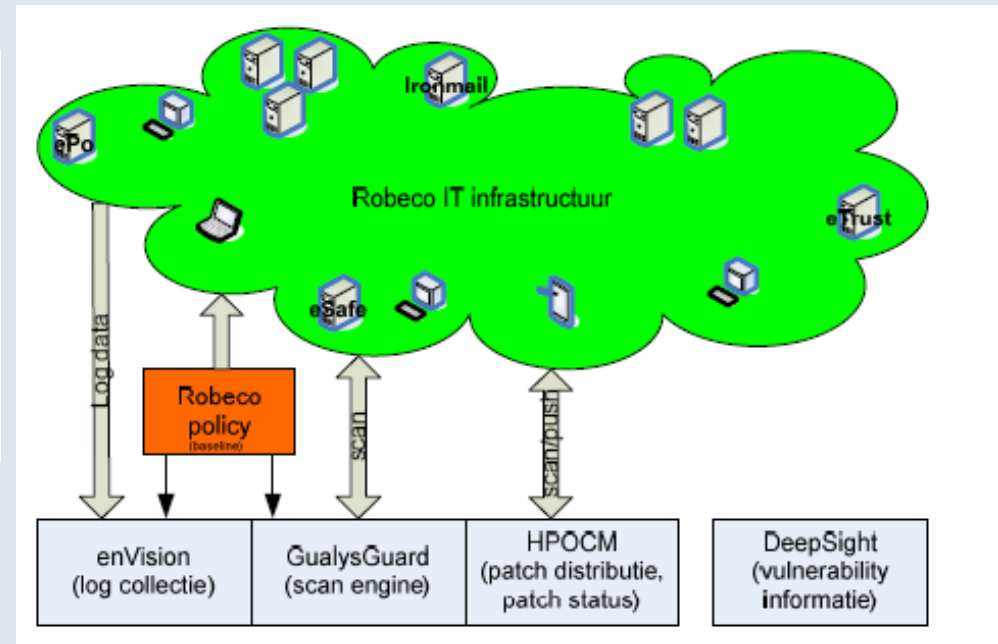 Ironmail
ePo
Robeco IT infrastructuur
eTrust
eSafe
Log data
Robeco
policy
(baseline)
scan
scan/push
enVision
(log collectie)
GualysGuard
(scan engine)
HPOCM
(patch distributie,
patch status)
DeepSight
(vulnerability
informatie)